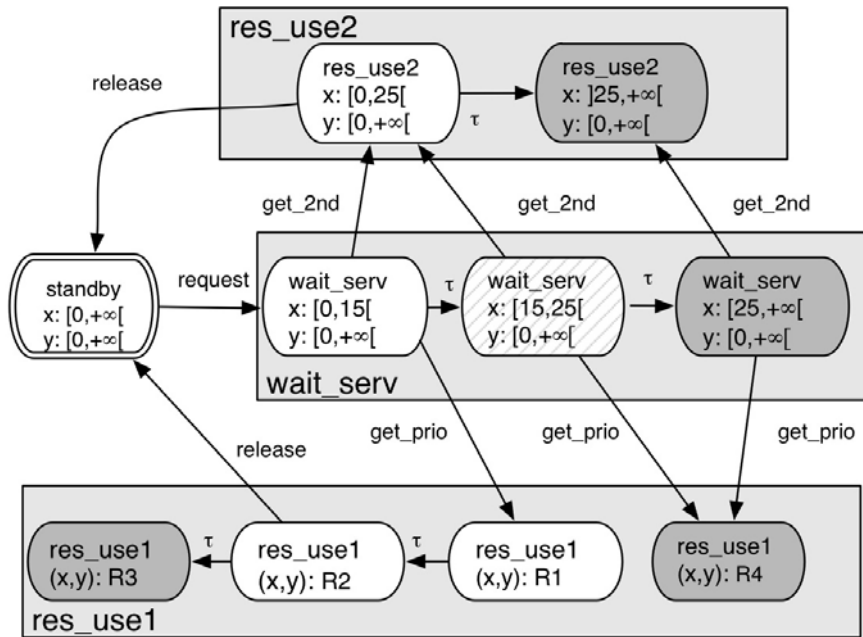 res_use2
res_use2
x: [0,25[
y: [0,+∞[
res_use2
x: ]25,+∞[
y: [0,+∞[
release
τ
get_2nd
get_2nd
get_2nd
standby
x: [0,+∞[
y: [0,+∞[
request
wait_serv
x: [0,15[
y: [0,+∞[
τ
wait_serv
x: [15,25[
y: [0,+∞[
τ
wait_serv
x: [25,+∞[
y: [0,+∞[
wait_serv
release
get_prio
get_prio
get_prio
res_use1
(x,y): R3
τ
res_use1
(x,y): R2
τ
res_use1
(x,y): R1
res_use1
(x,y): R4
res_use1